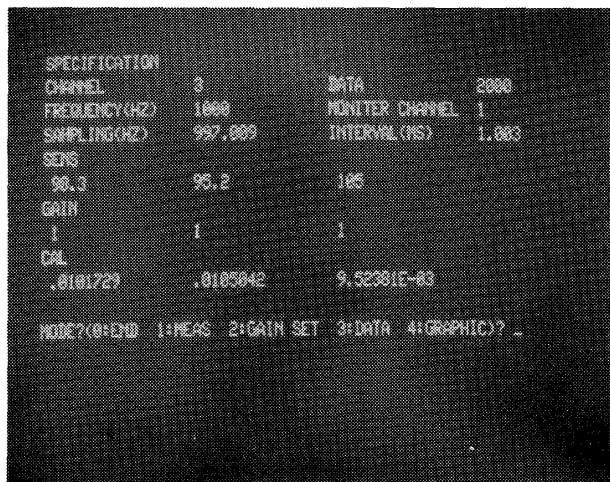 SPECIFICATION
CHANNEL 3 DATA 2000
FREQUENCY(HZ) 1000 MONITER CHANNEL 1
SAMPLING(HZ) 997.009 INTERVAL(MS) 1.003
SENS
98.3 95.2 105
GAIN
1 1 1
CAL
.0101729 .0105042 9.52381E-03
MODE?(0:END 1:MEAS 2:GAIN SET 3:DATA 4:GRAPHIC)? _